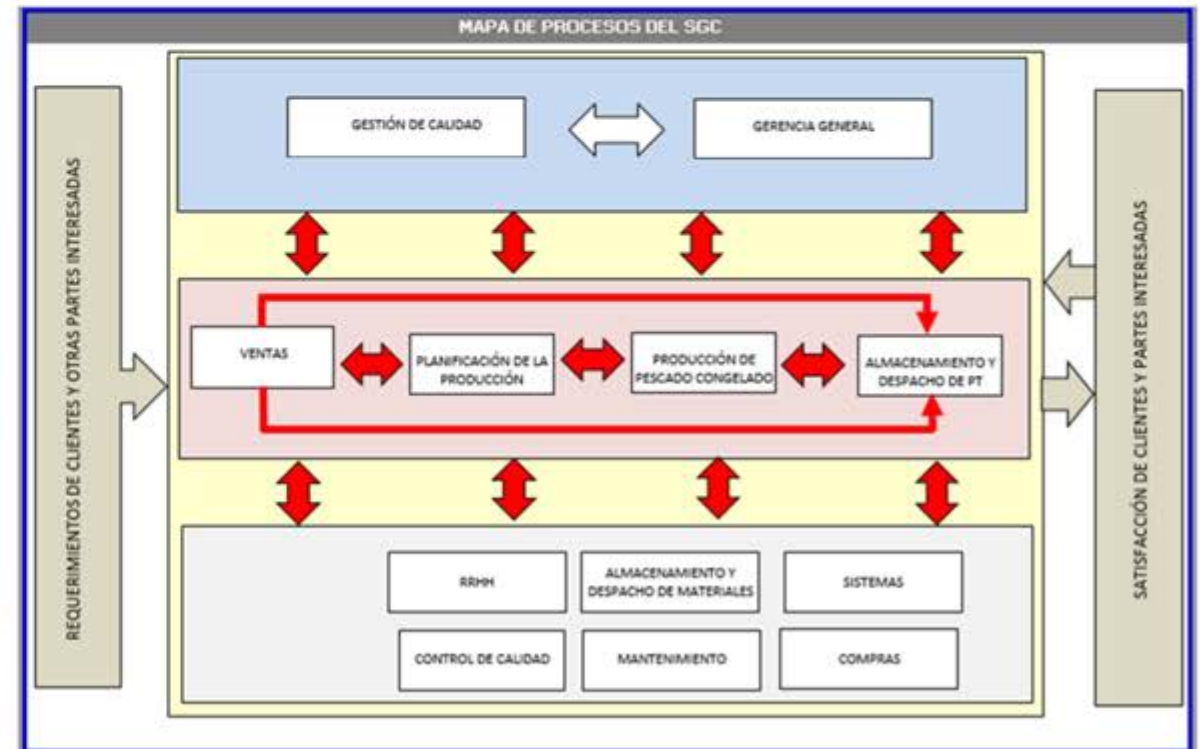 MAPA DE PROCESOS DEL SGC
REQUERIMIENTOS DE CLIENTES Y OTRAS PARTES INTERESADAS
GESTIÓN DE CALIDAD
GERENCIA GENERAL
VENTAS
PLANIFICACIÓN DE LA
PRODUCCIÓN
PRODUCCIÓN DE
PESCADO CONGELADO
ALMACENAMIENTO Y
DESPACHO DE PT
RRHH
ALMACENAMIENTO Y
DESPACHO DE MATERIALES
SISTEMAS
CONTROL DE CALIDAD
MANTENIMIENTO
COMPRAS
SATISFACCIÓN DE CLIENTES Y PARTES INTERESADAS